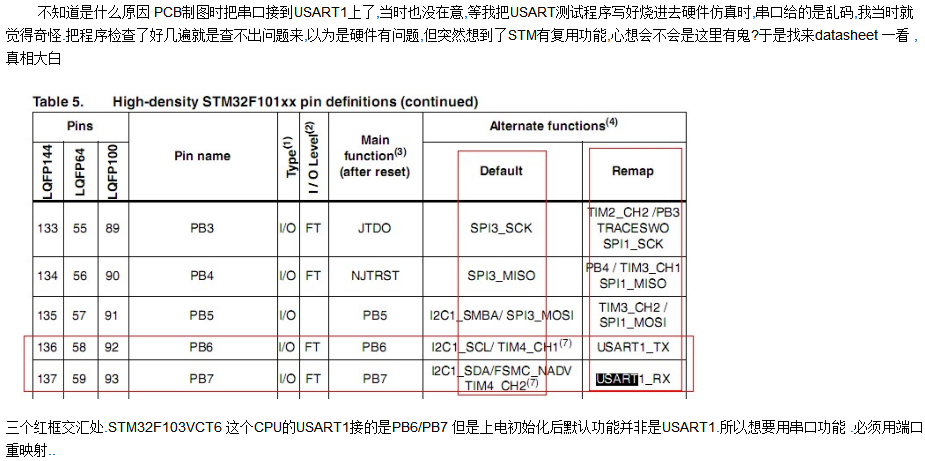 不知道是什么原因 PCB制图时把串口接到USART1上了,当时也没在意,等我把USART测试程序写好烧进去硬件仿真时,串口给的是乱码,我当时就
觉得奇怪.把程序检查了好几遍就是查不出问题来,以为是硬件有问题,但突然想到了STM有复用功能,心想会不会是这里有鬼?于是找来datasheet 一看 ,
真相大白
Table 5. High-density STM32F101xx pin definitions (continued)
Pins Alternate functions(4)
LQFP144 LQFP64 LQFP100 Pin name Type(1) I / O Level(2) Main function(3) (after reset) Default Remap
133 55 89 PB3 I/O FT JTDO SPI3_SCK TIM2_CH2 /PB3 TRACESWO SPI1_SCK
134 56 90 PB4 I/O FT NJTRST SPI3_MISO PB4 / TIM3_CH1 SPI1_MISO
135 57 91 PB5 I/O PB5 I2C1_SMBA/ SPI3_MOSI TIM3_CH2 / SPI1_MOSI
136 58 92 PB6 I/O FT PB6 I2C1_SCL/ TIM4_CH1(7) USART1_TX
137 59 93 PB7 I/O FT PB7 I2C1_SDA/FSMC_NADV TIM4_CH2(7) USART1_RX
三个红框交汇处.STM32F103VCT6 这个CPU的USART1接的是PB6/PB7 但是上电初始化后默认功能并非是USART1.所以想要用串口功能 .必须用端口
重映射..